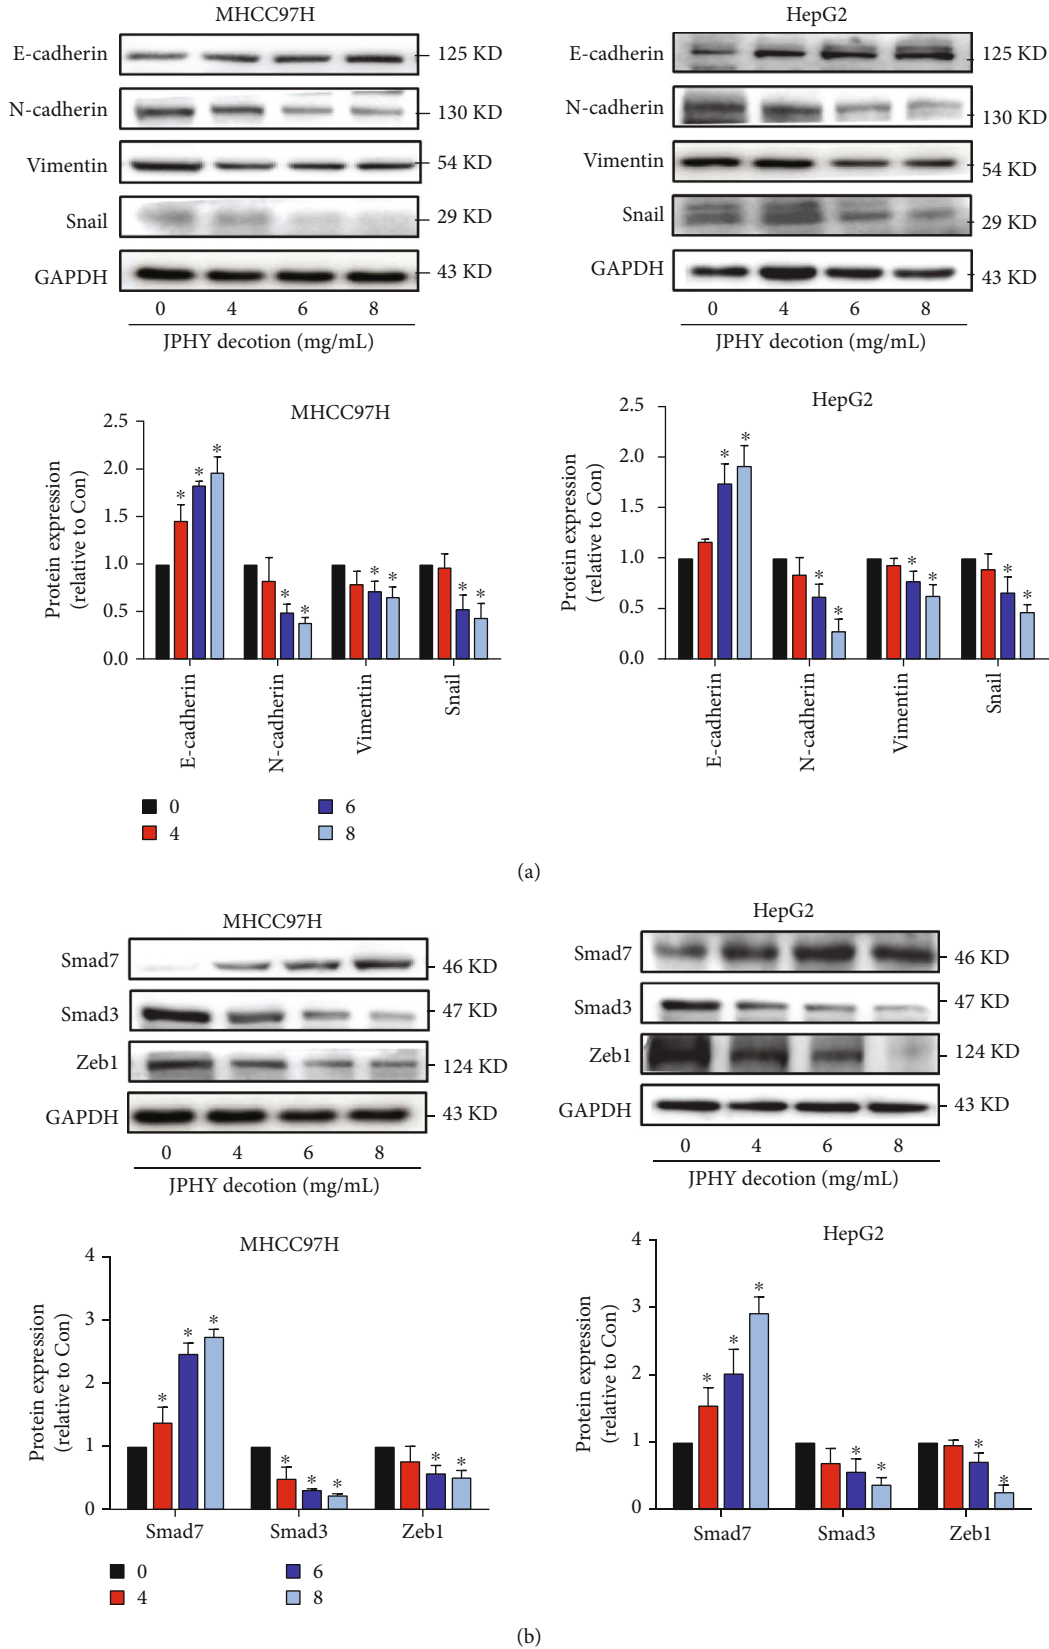 MHCC97H
E-cadherin
125 KD
N-cadherin
130 KD
Vimentin
54 KD
Snail
29 KD
GAPDH
43 KD
0 4 6 8
JPHY decotion (mg/mL)
HepG2
E-cadherin
125 KD
N-cadherin
130 KD
Vimentin
54 KD
Snail
29 KD
GAPDH
43 KD
0 4 6 8
JPHY decotion (mg/mL)
MHCC97H
Protein expression
(relative to Con)
2.5
2.0
1.5
1.0
0.5
0.0
* * *
* *
* *
* *
E-cadherin
N-cadherin
Vimentin
Snail
HepG2
Protein expression
(relative to Con)
2.5
2.0
1.5
1.0
0.5
0.0
* *
* *
* *
* *
E-cadherin
N-cadherin
Vimentin
Snail
0
4
6
8
(a)
MHCC97H
Smad7
46 KD
Smad3
47 KD
Zeb1
124 KD
GAPDH
43 KD
0 4 6 8
JPHY decotion (mg/mL)
HepG2
Smad7
46 KD
Smad3
47 KD
Zeb1
124 KD
GAPDH
43 KD
0 4 6 8
JPHY decotion (mg/mL)
MHCC97H
Protein expression
(relative to Con)
4
3
2
1
0
* * *
* * *
* *
Smad7 Smad3 Zeb1
HepG2
Protein expression
(relative to Con)
4
3
2
1
0
* * *
* *
* *
Smad7 Smad3 Zeb1
0
4
6
8
(b)